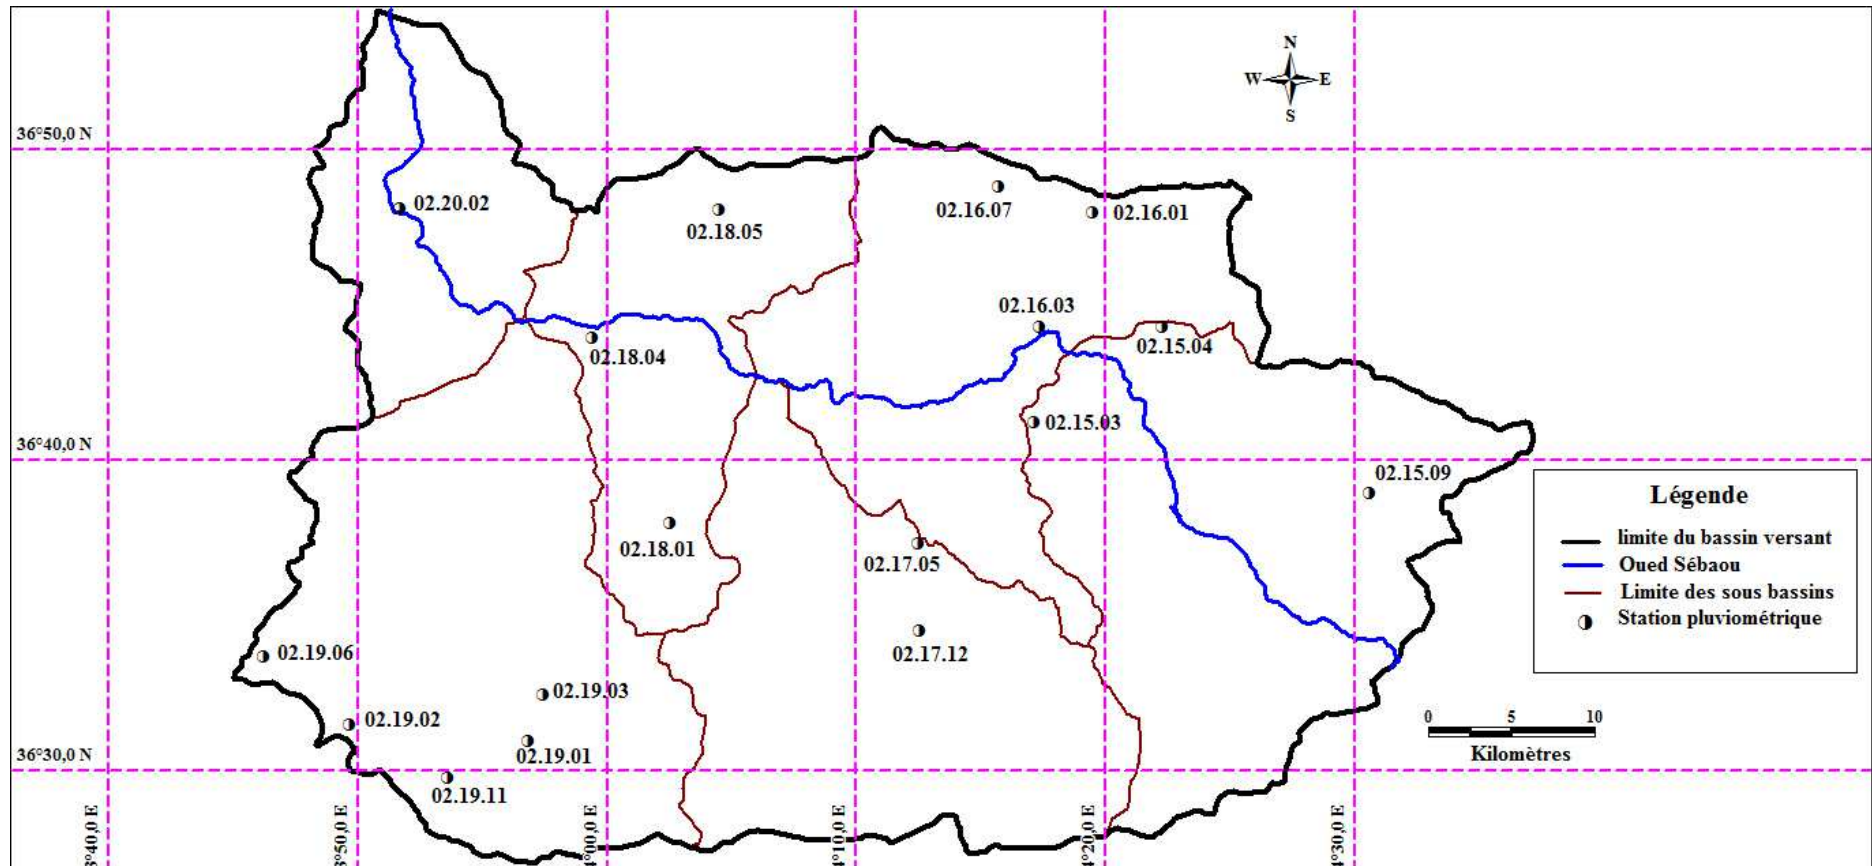 N
W E
S
36°50,0 N
02.20.02
02.18.05
02.16.07
02.16.01
02.16.03
02.15.04
02.18.04
02.15.03
36°40,0 N
02.15.09
02.18.01
02.17.05
02.17.12
02.19.06
02.19.03
02.19.02
02.19.01
36°30,0 N
02.19.11
3°40,0 E
3°50,0 E
4°00,0 E
4°10,0 E
4°20,0 E
4°30,0 E
Légende
limite du bassin versant
Oued Sébaou
Limite des sous bassins
Station pluviométrique
0 5 10
Kilomètres